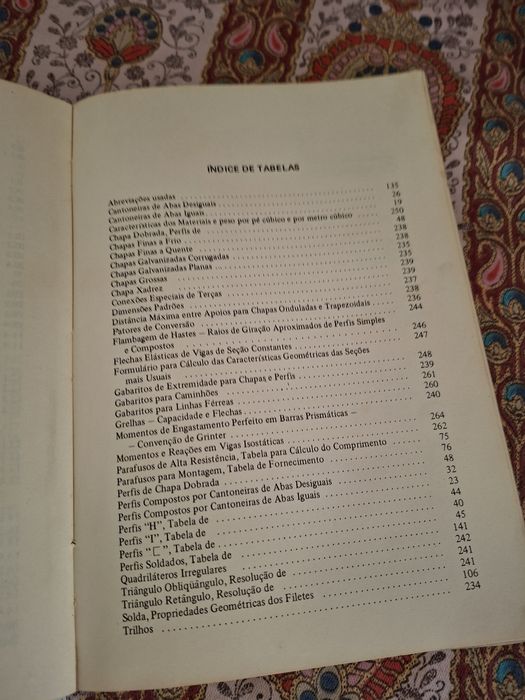 ÍNDICE DE TABELAS
Abreviações usadas ........ 135
Cantoneiras de Abas Desiguais ........ 26
Cantoneiras de Abas Iguais ........ 19
Características dos Materiais e peso por pé cúbico e por metro cúbico ........ 250
Chapa Dobrada, Perfis de ........ 48
Chapas Finas a Frio ........ 238
Chapas Finas a Quente ........ 238
Chapas Galvanizadas Corrugadas ........ 235
Chapas Galvanizadas Planas ........ 235
Chapas Grossas ........ 239
Chapa Xadrez ........ 239
Conexões Especiais de Terças ........ 237
Dimensões Padrões ........ 238
Distância Máxima entre Apoios para Chapas Onduladas e Trapezoidais ........ 236
Fatores de Conversão ........ 244
Flambagem de Hastes — Raios de Giração Aproximados de Perfis Simples
e Compostos ........ 246
Flechas Elásticas de Vigas de Seção Constantes ........ 247
Formulário para Cálculo das Características Geométricas das Seções
mais Usuais ........ 248
Gabaritos de Extremidade para Chapas e Perfis ........ 239
Gabaritos para Caminhões ........ 261
Gabaritos para Linhas Férreas ........ 260
Grelhas — Capacidade e Flechas ........ 240
Momentos de Engastamento Perfeito em Barras Prismáticas —
— Convenção de Grinter ........ 264
Momentos e Reações em Vigas Isostáticas ........ 262
Parafusos de Alta Resistência, Tabela para Cálculo do Comprimento ........ 75
Parafusos para Montagem, Tabela de Fornecimento ........ 76
Perfis de Chapa Dobrada ........ 48
Perfis Compostos por Cantoneiras de Abas Desiguais ........ 32
Perfis Compostos por Cantoneiras de Abas Iguais ........ 23
Perfis "H", Tabela de ........ 44
Perfis "I", Tabela de ........ 40
Perfis "[", Tabela de ........ 45
Perfis Soldados, Tabela de ........ 141
Quadriláteros Irregulares ........ 242
Triângulo Obliqüângulo, Resolução de ........ 241
Triângulo Retângulo, Resolução de ........ 241
Solda, Propriedades Geométricas dos Filetes ........ 106
Trilhos ........ 234